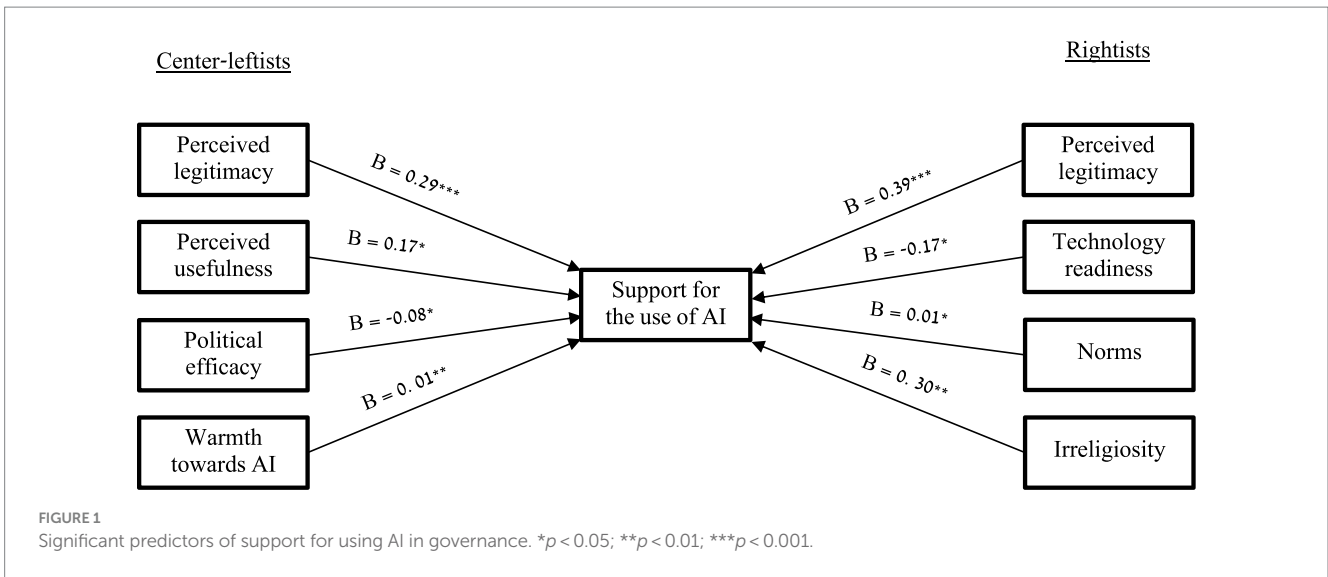 Center-leftists
Rightists
Perceived
legitimacy
Perceived
usefulness
Political
efficacy
Warmth
towards AI
B = 0.29***
B = 0.17*
B = -0.08*
B = 0. 01**
Support for
the use of AI
B = 0.39***
B = -0.17*
B = 0.01*
B = 0. 30**
Perceived
legitimacy
Technology
readiness
Norms
Irreligiosity
FIGURE 1
Significant predictors of support for using AI in governance. *p < 0.05; **p < 0.01; ***p < 0.001.